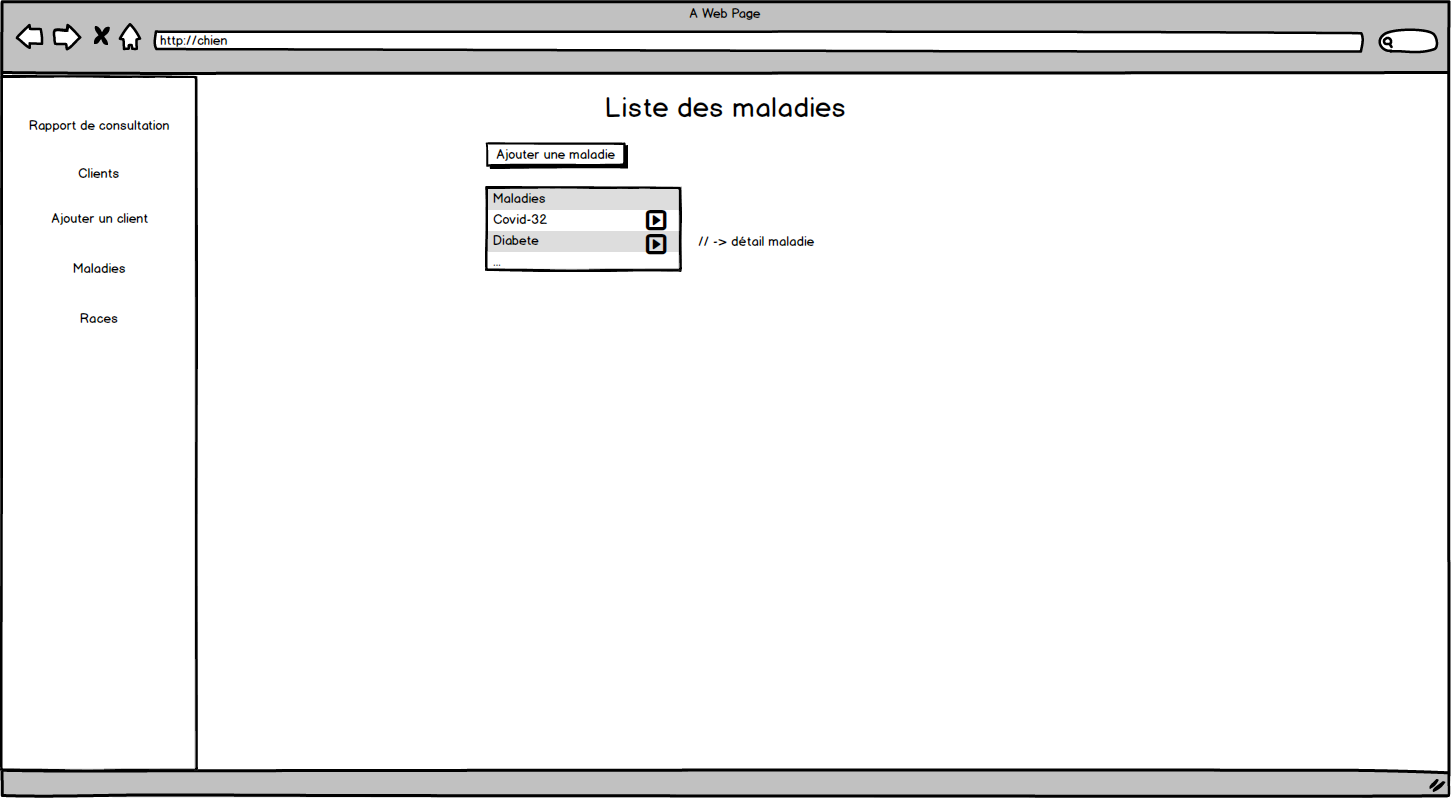 A Web Page
http://chien
Rapport de consultation
Clients
Ajouter un client
Maladies
Races
Liste des maladies
Ajouter une maladie
Maladies
Covid-32
Diabete
// -> détail maladie
...